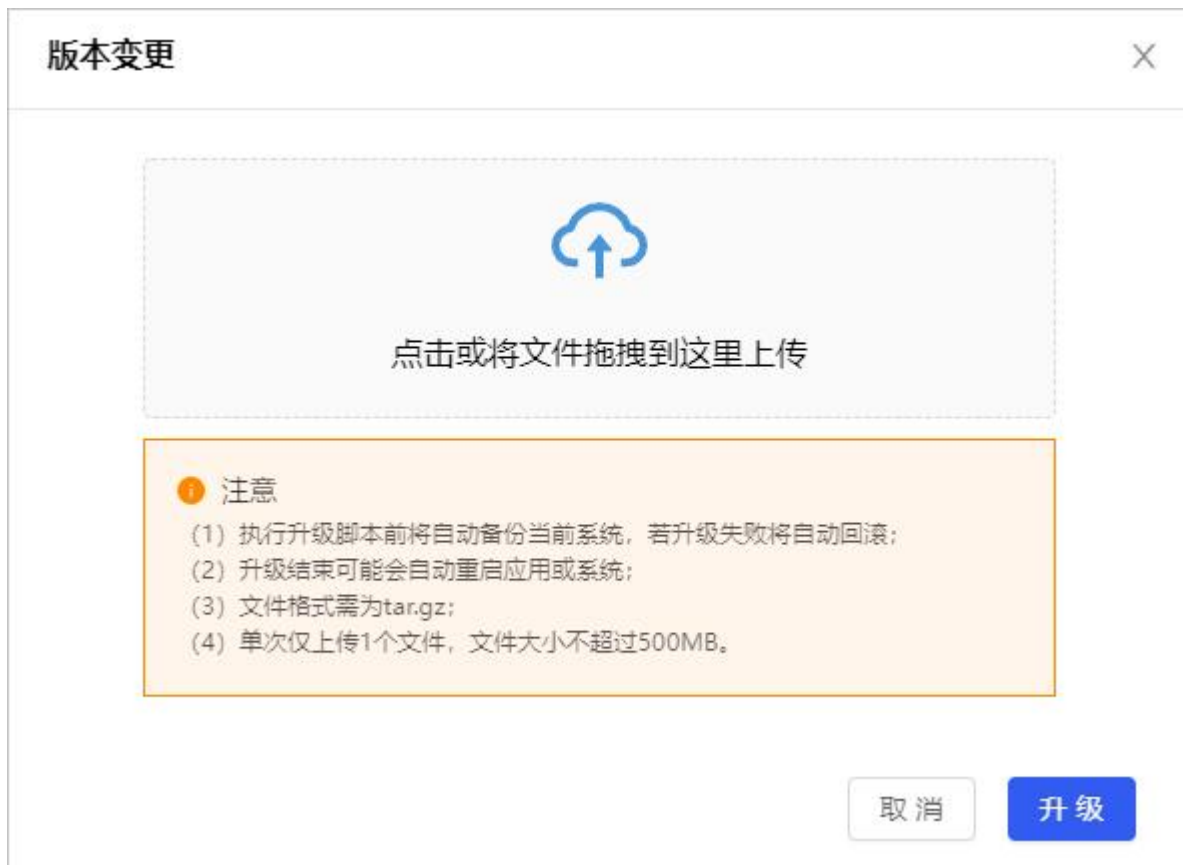 版本变更
点击或将文件拖拽到这里上传
注意
（1）执行升级脚本前将自动备份当前系统，若升级失败将自动回滚；
（2）升级结束可能会自动重启应用或系统；
（3）文件格式需为tar.gz；
（4）单次仅上传1个文件，文件大小不超过500MB。
取 消
升 级